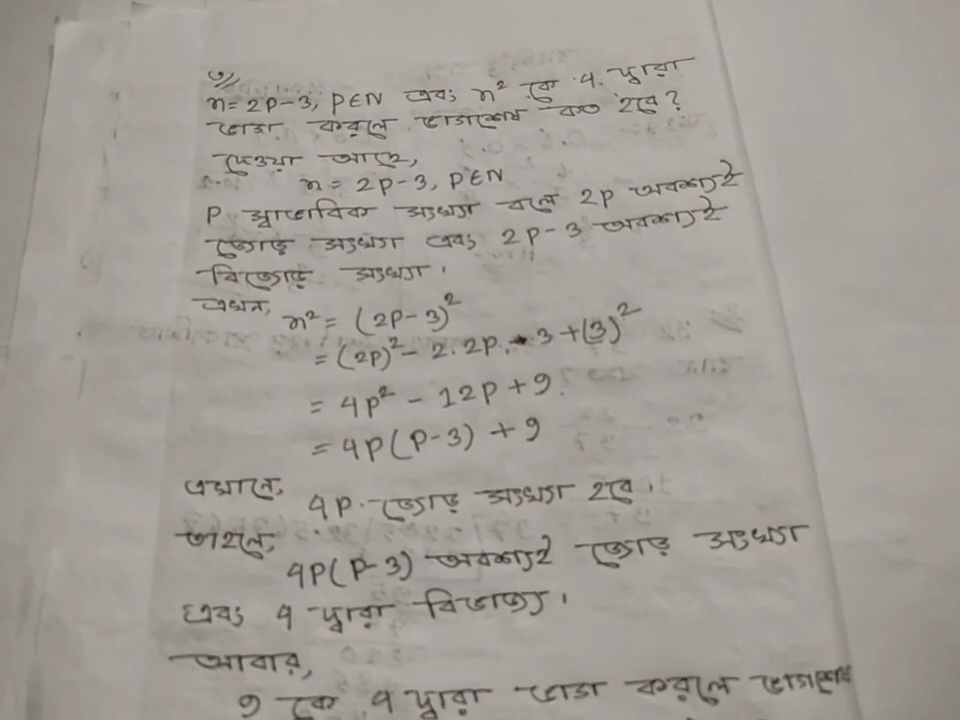 ৩//
n = 2p-3, PEN এবং n² কে 4 দ্বারা
ভাগ করলে ভাগশেষ কত হবে?
দেওয়া আছে,
n = 2p-3, PEN
P স্বাভাবিক সংখ্যা বলে 2P অবশ্যই
জোড় সংখ্যা এবং 2P-3 অবশ্যই
বিজোড় সংখ্যা।
এখন, n² = (2P-3)²
= (2p)² - 2.2p.3+(3)²
= 4p² - 12p + 9
= 4p(p-3) + 9
এখানে,
4p জোড় সংখ্যা হবে।
তাহলে,
4P(P-3) অবশ্যই জোড় সংখ্যা
এবং 4 দ্বারা বিভাজ্য।
আবার,
9 কে 4 দ্বারা ভাগ করলে ভাগশেষ